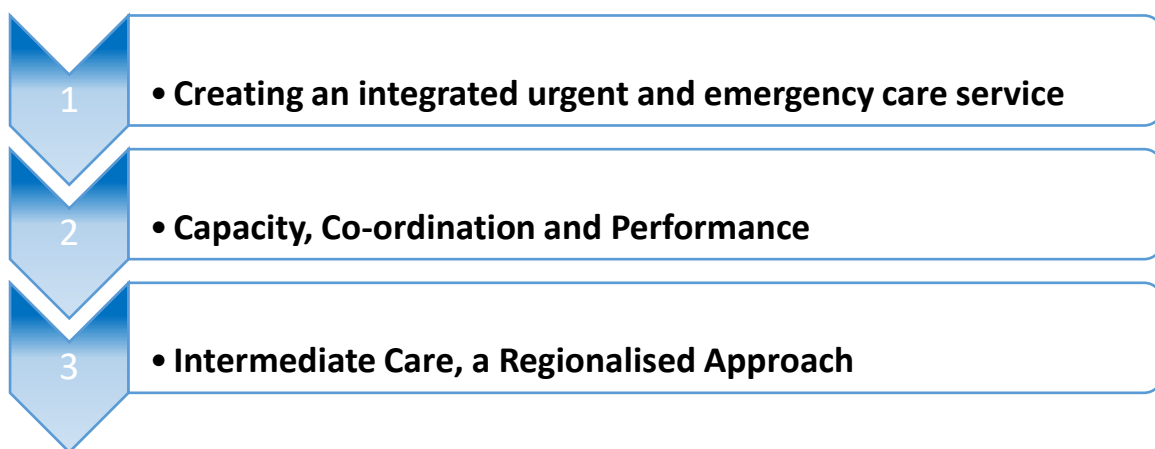 1
• Creating an integrated urgent and emergency care service
2
• Capacity, Co-ordination and Performance
3
• Intermediate Care, a Regionalised Approach